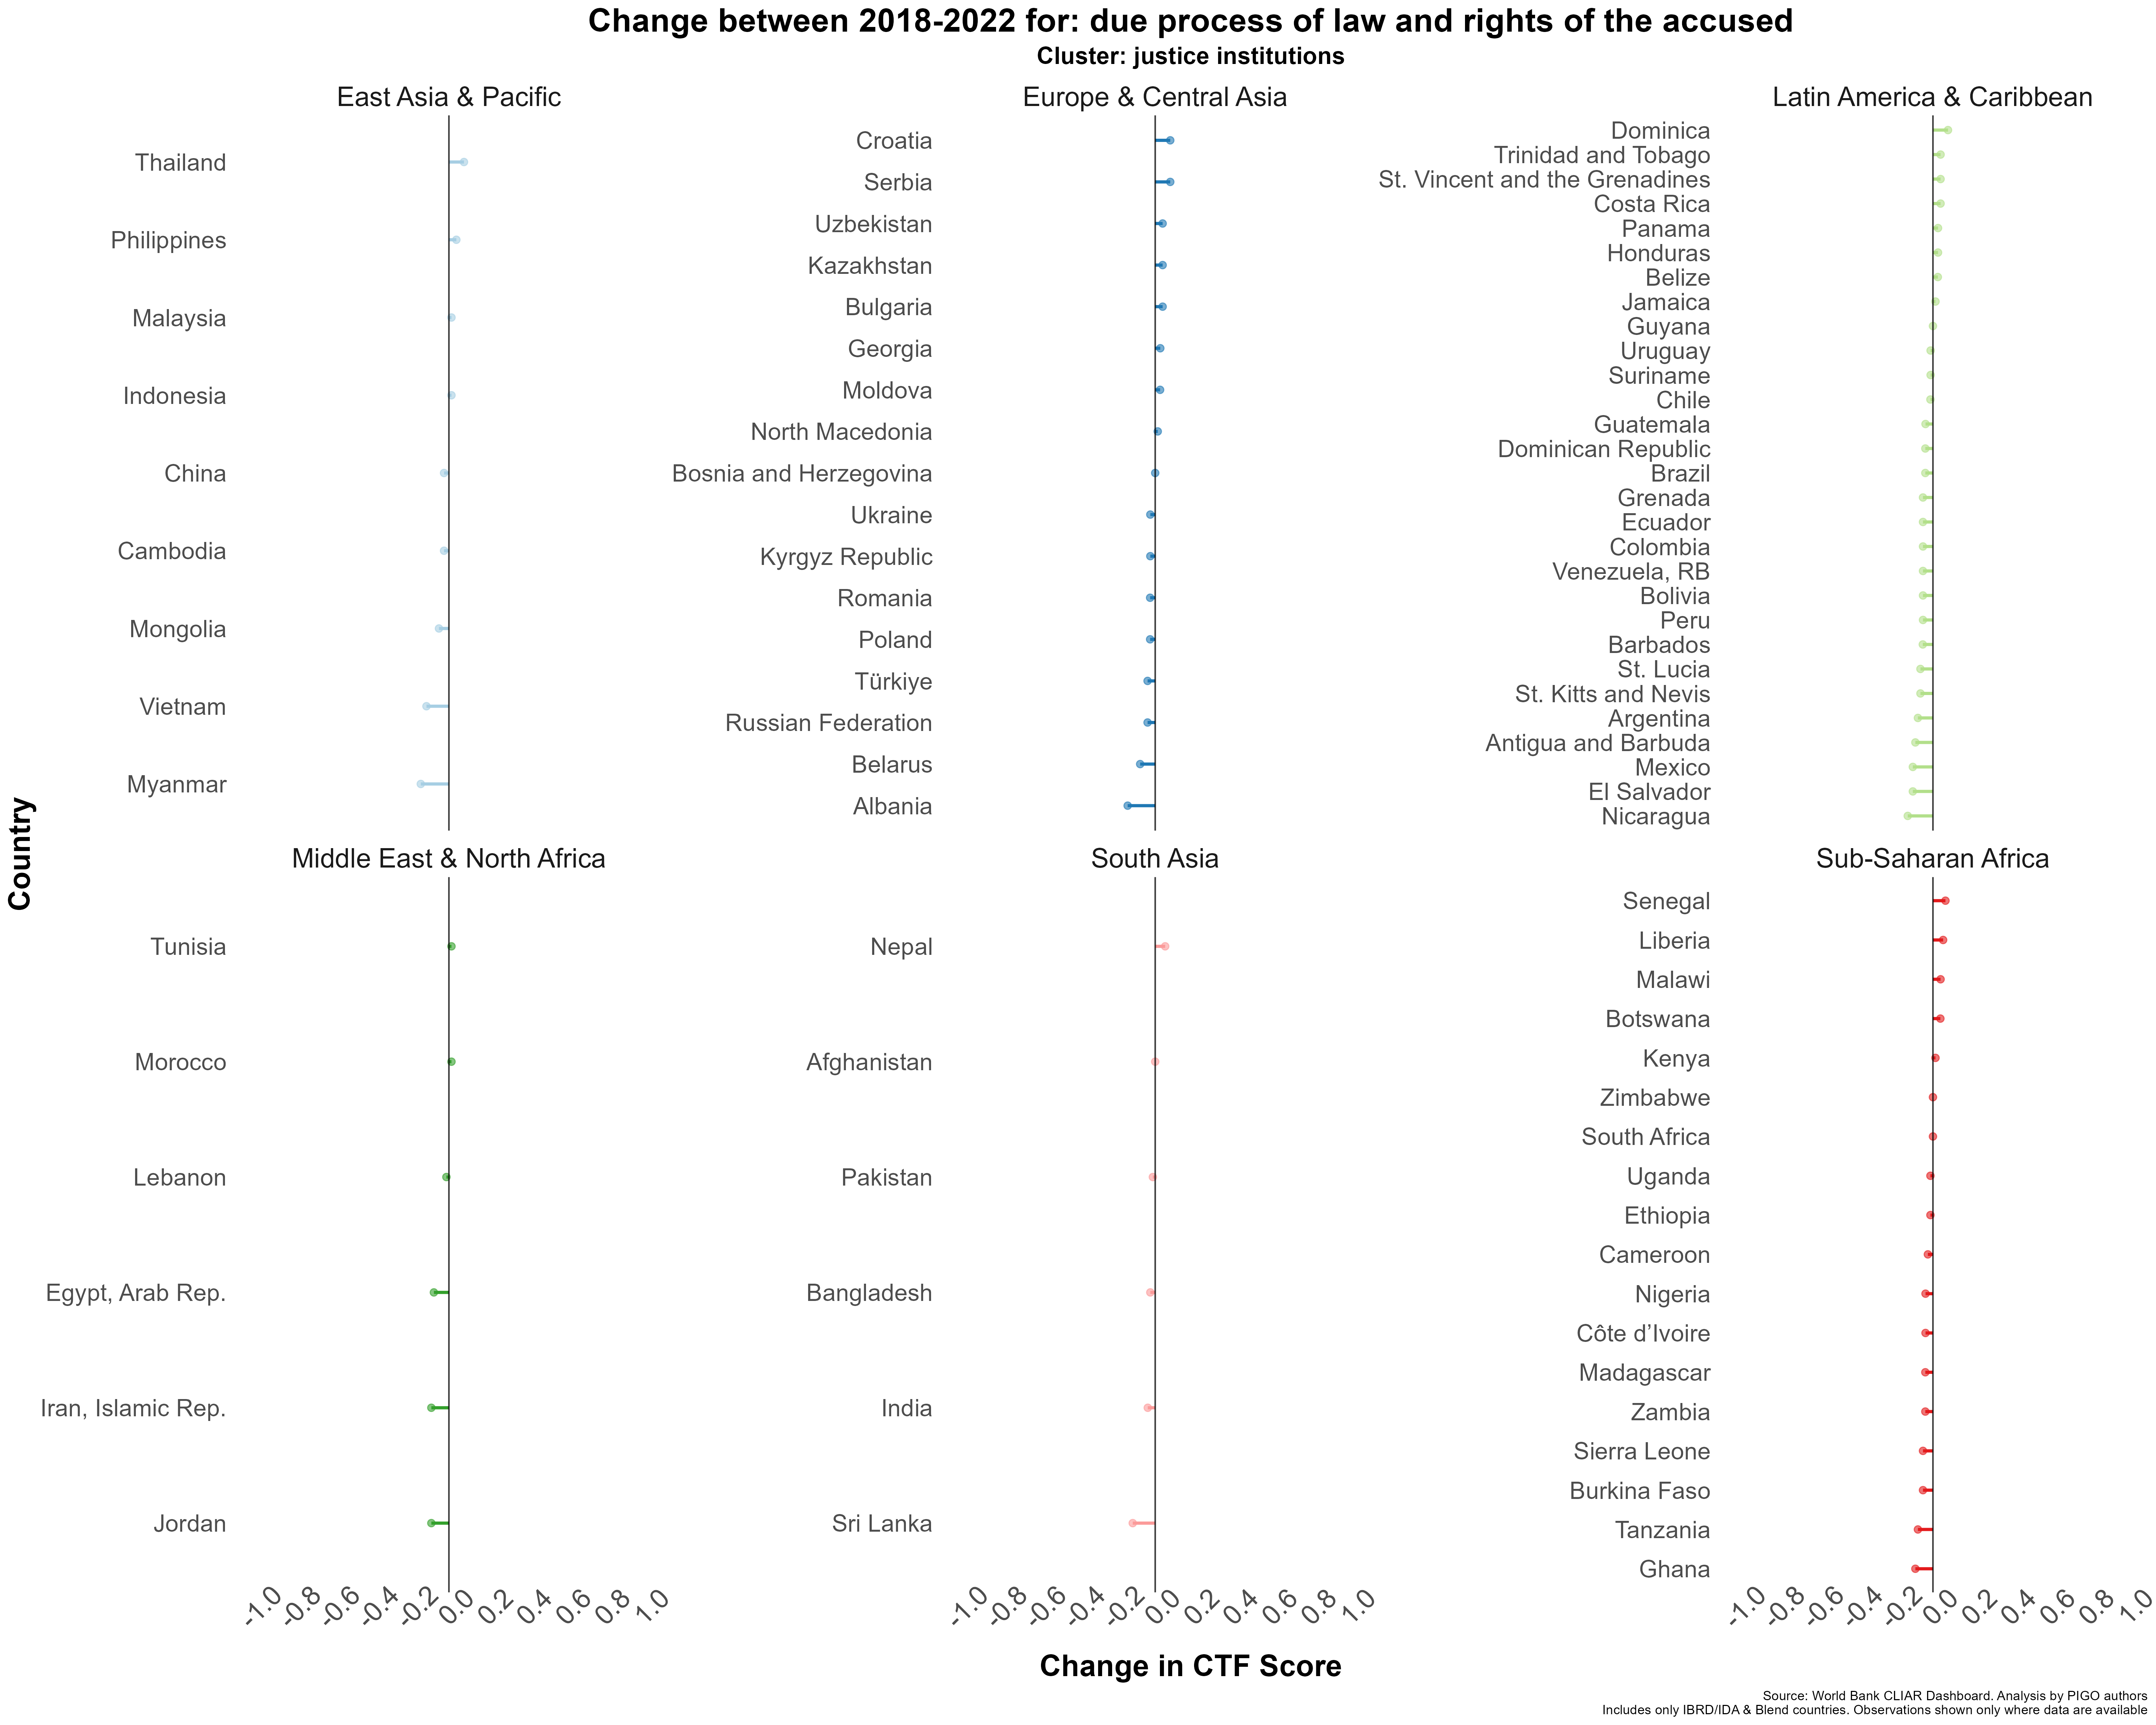 Change between 2018-2022 for: due process of law and rights of the accused
Cluster: justice institutions
Country
East Asia & Pacific
Thailand
Philippines
Malaysia
Indonesia
China
Cambodia
Mongolia
Vietnam
Myanmar
Europe & Central Asia
Croatia
Serbia
Uzbekistan
Kazakhstan
Bulgaria
Georgia
Moldova
North Macedonia
Bosnia and Herzegovina
Ukraine
Kyrgyz Republic
Romania
Poland
Türkiye
Russian Federation
Belarus
Albania
Latin America & Caribbean
Dominica
Trinidad and Tobago
St. Vincent and the Grenadines
Costa Rica
Panama
Honduras
Belize
Jamaica
Guyana
Uruguay
Suriname
Chile
Guatemala
Dominican Republic
Brazil
Grenada
Ecuador
Colombia
Venezuela, RB
Bolivia
Peru
Barbados
St. Lucia
St. Kitts and Nevis
Argentina
Antigua and Barbuda
Mexico
El Salvador
Nicaragua
Middle East & North Africa
Tunisia
Morocco
Lebanon
Egypt, Arab Rep.
Iran, Islamic Rep.
Jordan
-1.0 -0.8 -0.6 -0.4 -0.2 0.0 0.2 0.4 0.6 0.8 1.0
South Asia
Nepal
Afghanistan
Pakistan
Bangladesh
India
Sri Lanka
-1.0 -0.8 -0.6 -0.4 -0.2 0.0 0.2 0.4 0.6 0.8 1.0
Sub-Saharan Africa
Senegal
Liberia
Malawi
Botswana
Kenya
Zimbabwe
South Africa
Uganda
Ethiopia
Cameroon
Nigeria
Côte d’Ivoire
Madagascar
Zambia
Sierra Leone
Burkina Faso
Tanzania
Ghana
-1.0 -0.8 -0.6 -0.4 -0.2 0.0 0.2 0.4 0.6 0.8 1.0
Change in CTF Score
Source: World Bank CLIAR Dashboard. Analysis by PIGO authors
Includes only IBRD/IDA & Blend countries. Observations shown only where data are available